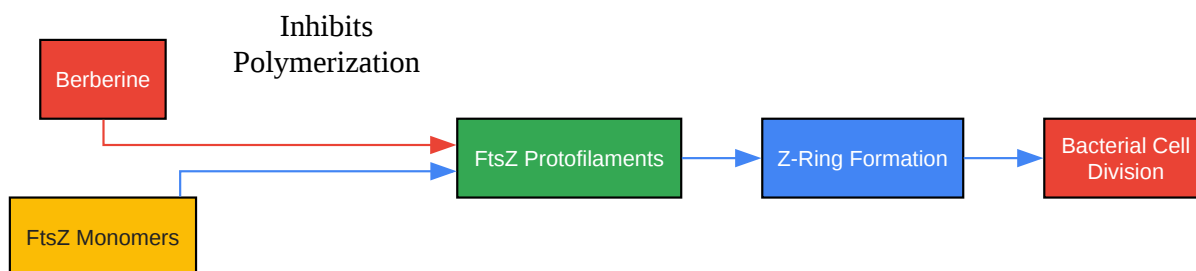 Inhibits
Polymerization
Berberine
FtsZ Protofilaments
Z-Ring Formation
Bacterial Cell
Division
FtsZ Monomers